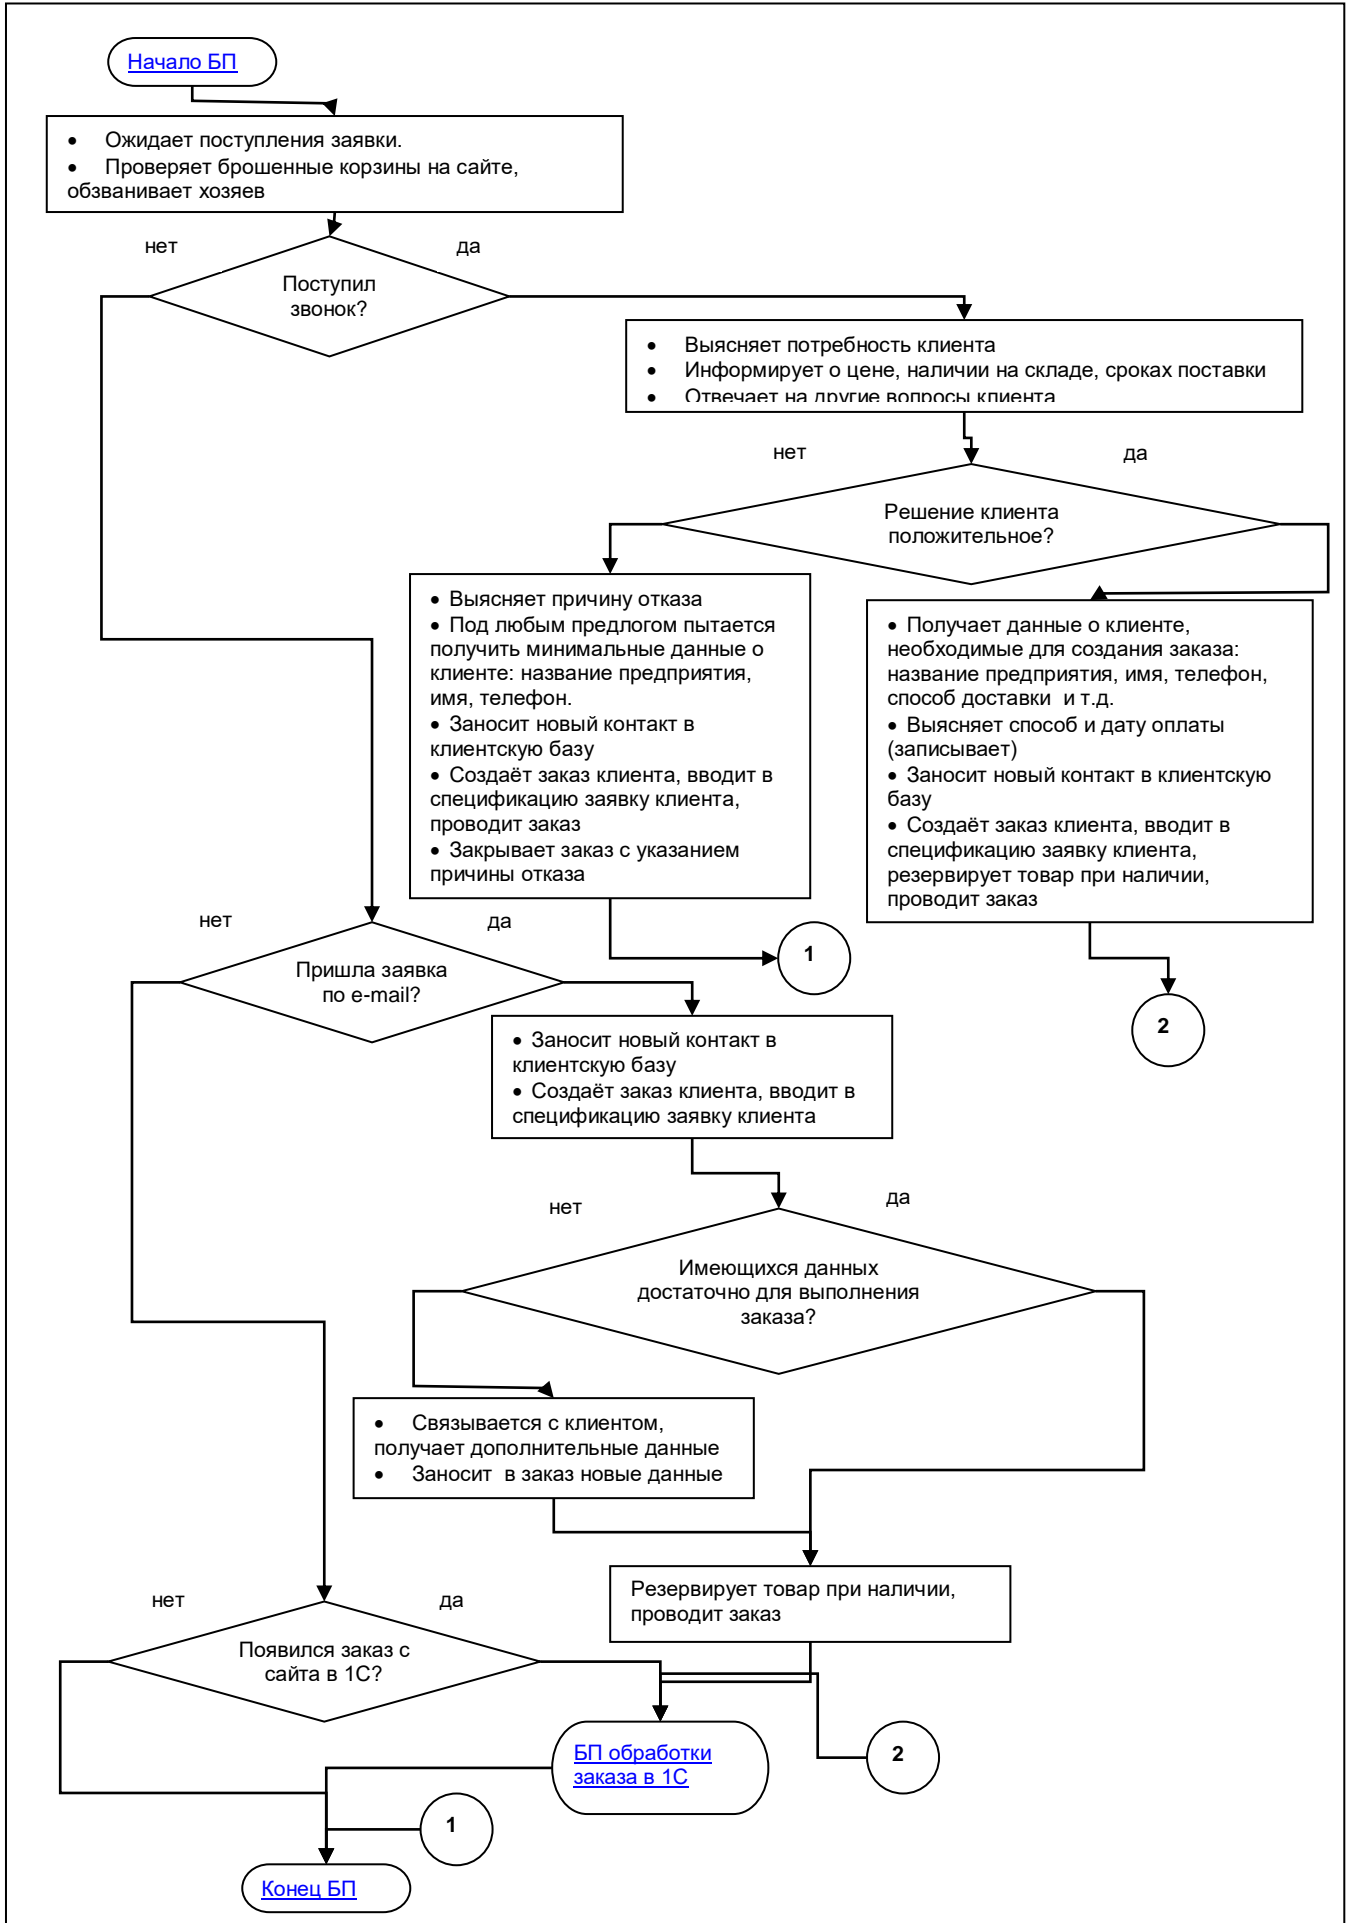 Начало БП
• Ожидает поступления заявки.
• Проверяет брошенные корзины на сайте,
обзванивает хозяев
нет
да
Поступил
звонок?
• Выясняет потребность клиента
• Информирует о цене, наличии на складе, сроках поставки
• Отвечает на другие вопросы клиента
нет
да
Решение клиента
положительное?
• Выясняет причину отказа
• Под любым предлогом пытается
получить минимальные данные о
клиенте: название предприятия,
имя, телефон.
• Заносит новый контакт в
клиентскую базу
• Создаёт заказ клиента, вводит в
спецификацию заявку клиента,
проводит заказ
• Закрывает заказ с указанием
причины отказа
• Получает данные о клиенте,
необходимые для создания заказа:
название предприятия, имя, телефон,
способ доставки  и т.д.
• Выясняет способ и дату оплаты
(записывает)
• Заносит новый контакт в клиентскую
базу
• Создаёт заказ клиента, вводит в
спецификацию заявку клиента,
резервирует товар при наличии,
проводит заказ
нет
да
1
Пришла заявка
по e-mail?
2
• Заносит новый контакт в
клиентскую базу
• Создаёт заказ клиента, вводит в
спецификацию заявку клиента
нет
да
Имеющихся данных
достаточно для выполнения
заказа?
• Связывается с клиентом,
получает дополнительные данные
• Заносит  в заказ новые данные
Резервирует товар при наличии,
проводит заказ
нет
да
Появился заказ с
сайта в 1С?
БП обработки
заказа в 1С
2
1
Конец БП